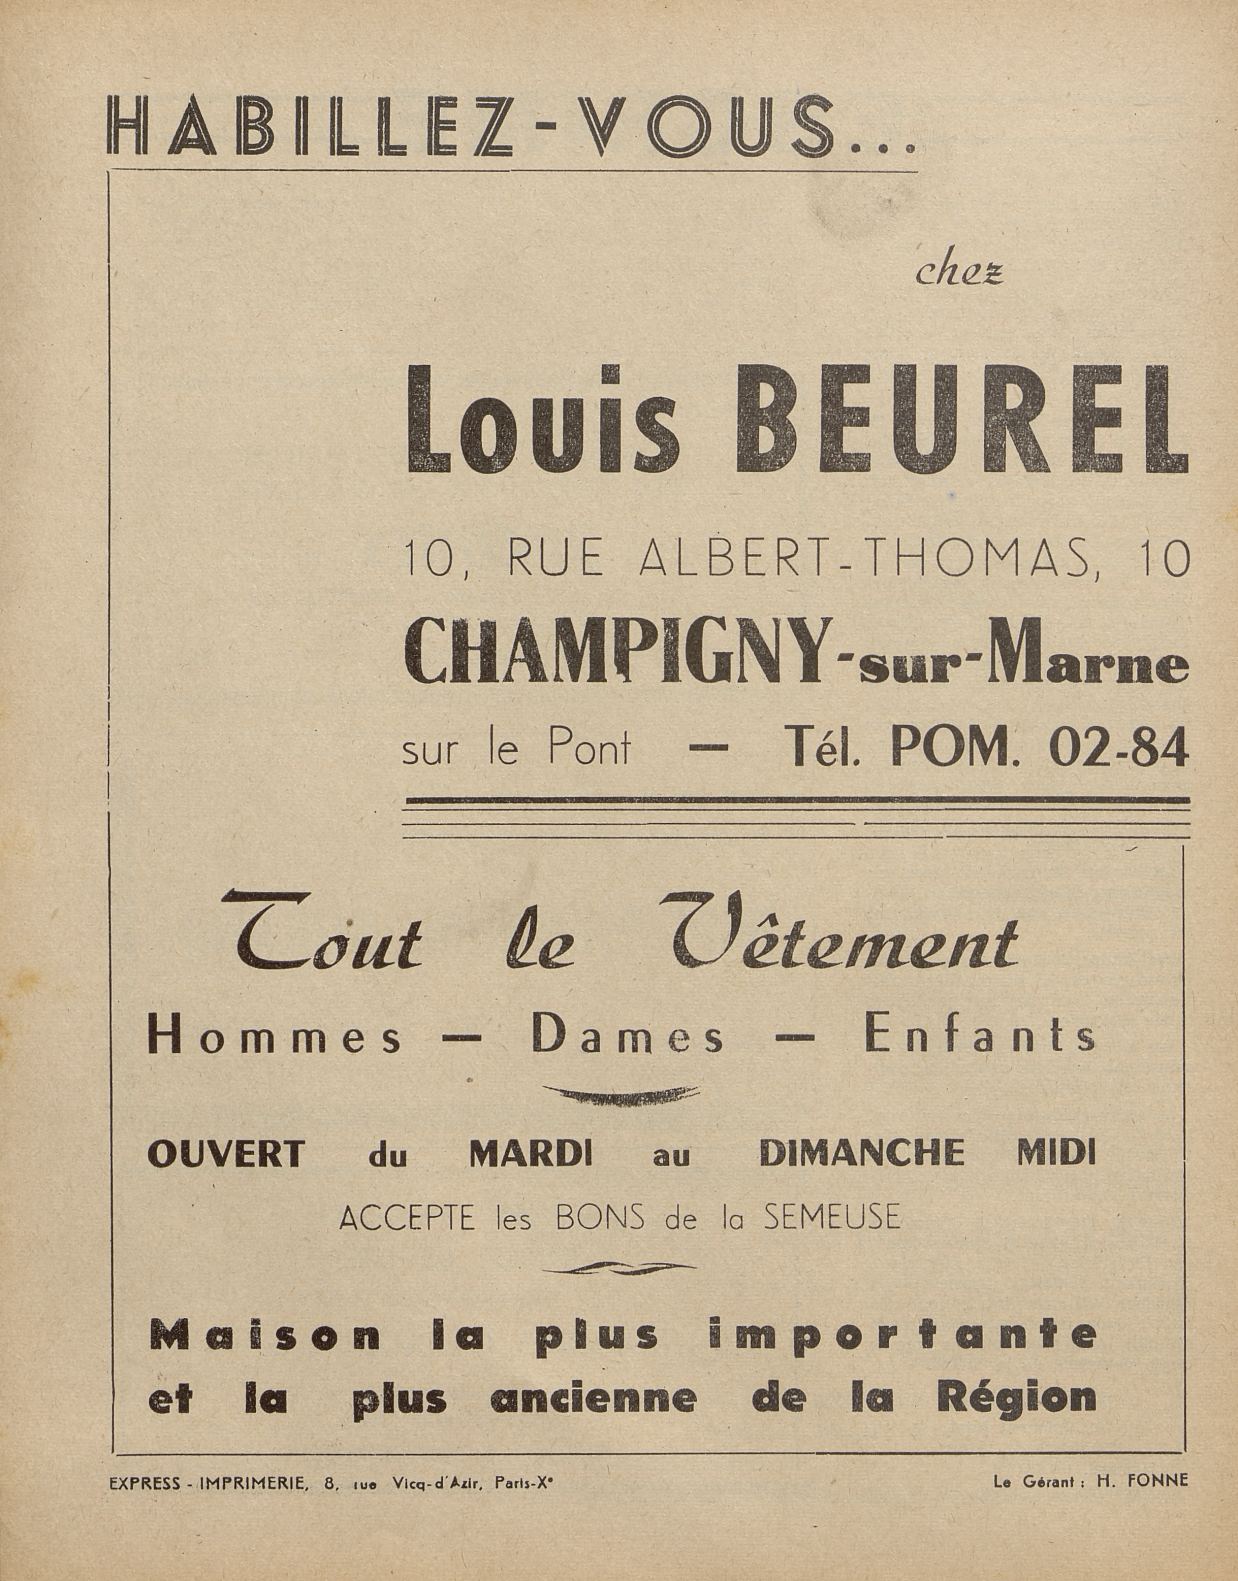 HABILLEZ-VOUS...
chez
Louis BEUREL
10, RUE ALBERT-THOMAS, 10
CHAMPIGNY-sur-Marne
sur le Pont — Tél. POM. 02-84
Tout le Vêtement
Hommes — Dames — Enfants
OUVERT du MARDI au DIMANCHE MIDI
ACCEPTE les BONS de la SEMEUSE
Maison la plus importante
et la plus ancienne de la Région
EXPRESS - IMPRIMERIE, 8, rue Vicq-d'Azir, Paris-Xe
Le Gérant : H. FONNE